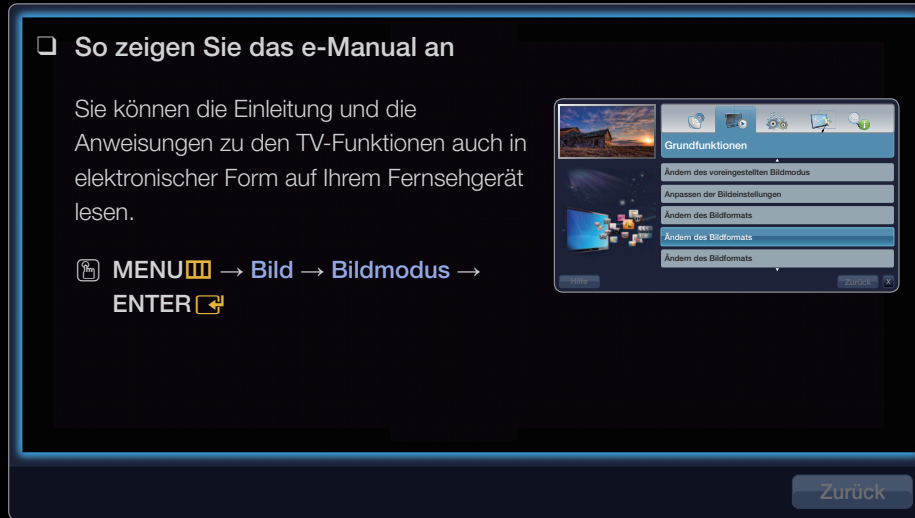 ❑ So zeigen Sie das e-Manual an
Sie können die Einleitung und die
Anweisungen zu den TV-Funktionen auch in
elektronischer Form auf Ihrem Fernsehgerät
lesen.
MENU → Bild → Bildmodus →
ENTER
Grundfunktionen
Ändern des voreingestellten Bildmodus
Anpassen der Bildeinstellungen
Ändern des Bildformats
Ändern des Bildformats
Ändern des Bildformats
Hilfe
Zurück X
Zurück